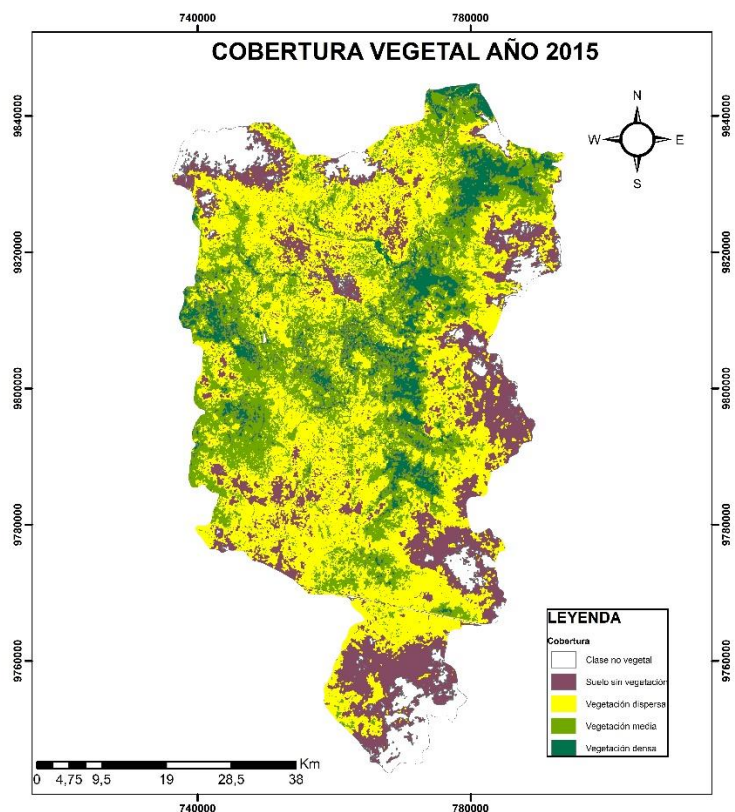 740000 780000
COBERTURA VEGETAL AÑO 2015
N
W E
S
9840000 9840000
9820000 9820000
9800000 9800000
9780000 9780000
9760000 9760000
LEYENDA
Cobertura
Clase no vegetal
Suelo sin vegetación
Vegetación dispersa
Vegetación media
Vegetación densa
Km
0 4,75 9,5 19 28,5 38
740000 780000